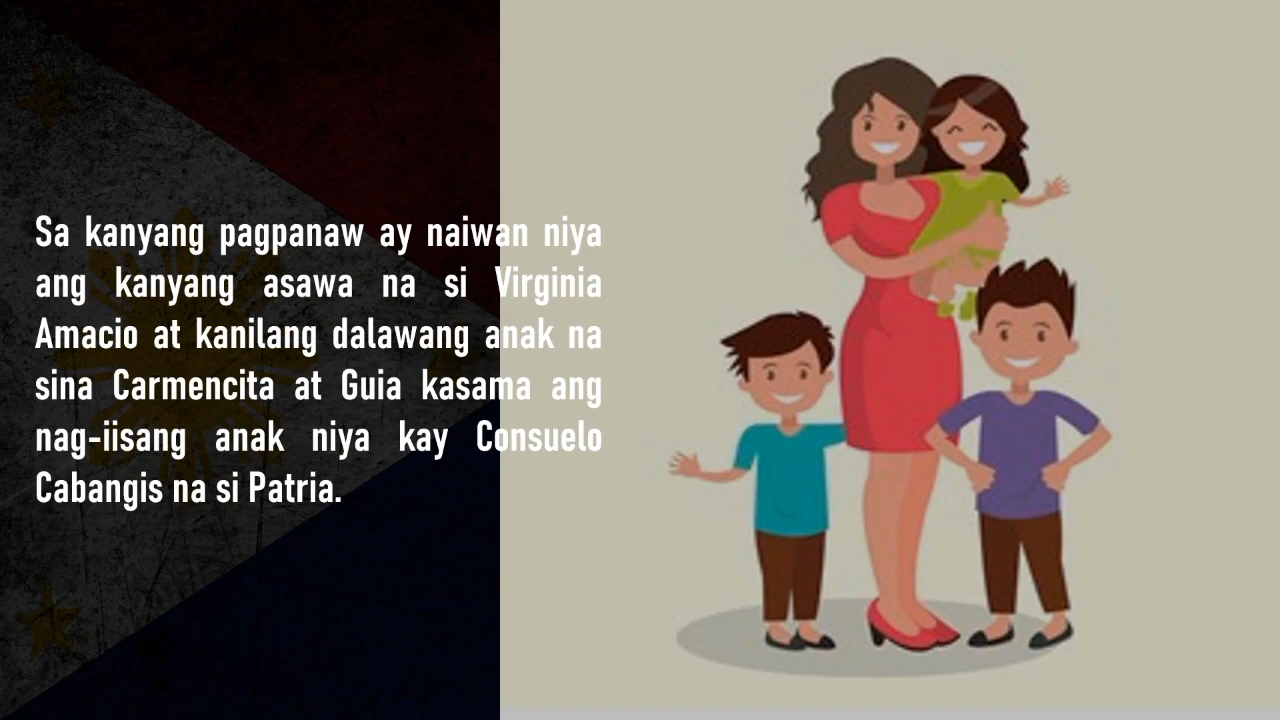 Sa kanyang pagpanaw ay naiwan niya
ang kanyang asawa na si Virginia
Amacio at kanilang dalawang anak na
sina Carmencita at Guia kasama ang
nag-iisang anak niya kay Consuelo
Cabangis na si Patria.